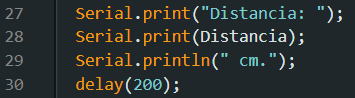 27 Serial.print("Distancia: ");
28 Serial.print(Distancia);
29 Serial.println(" cm.");
30 delay(200);